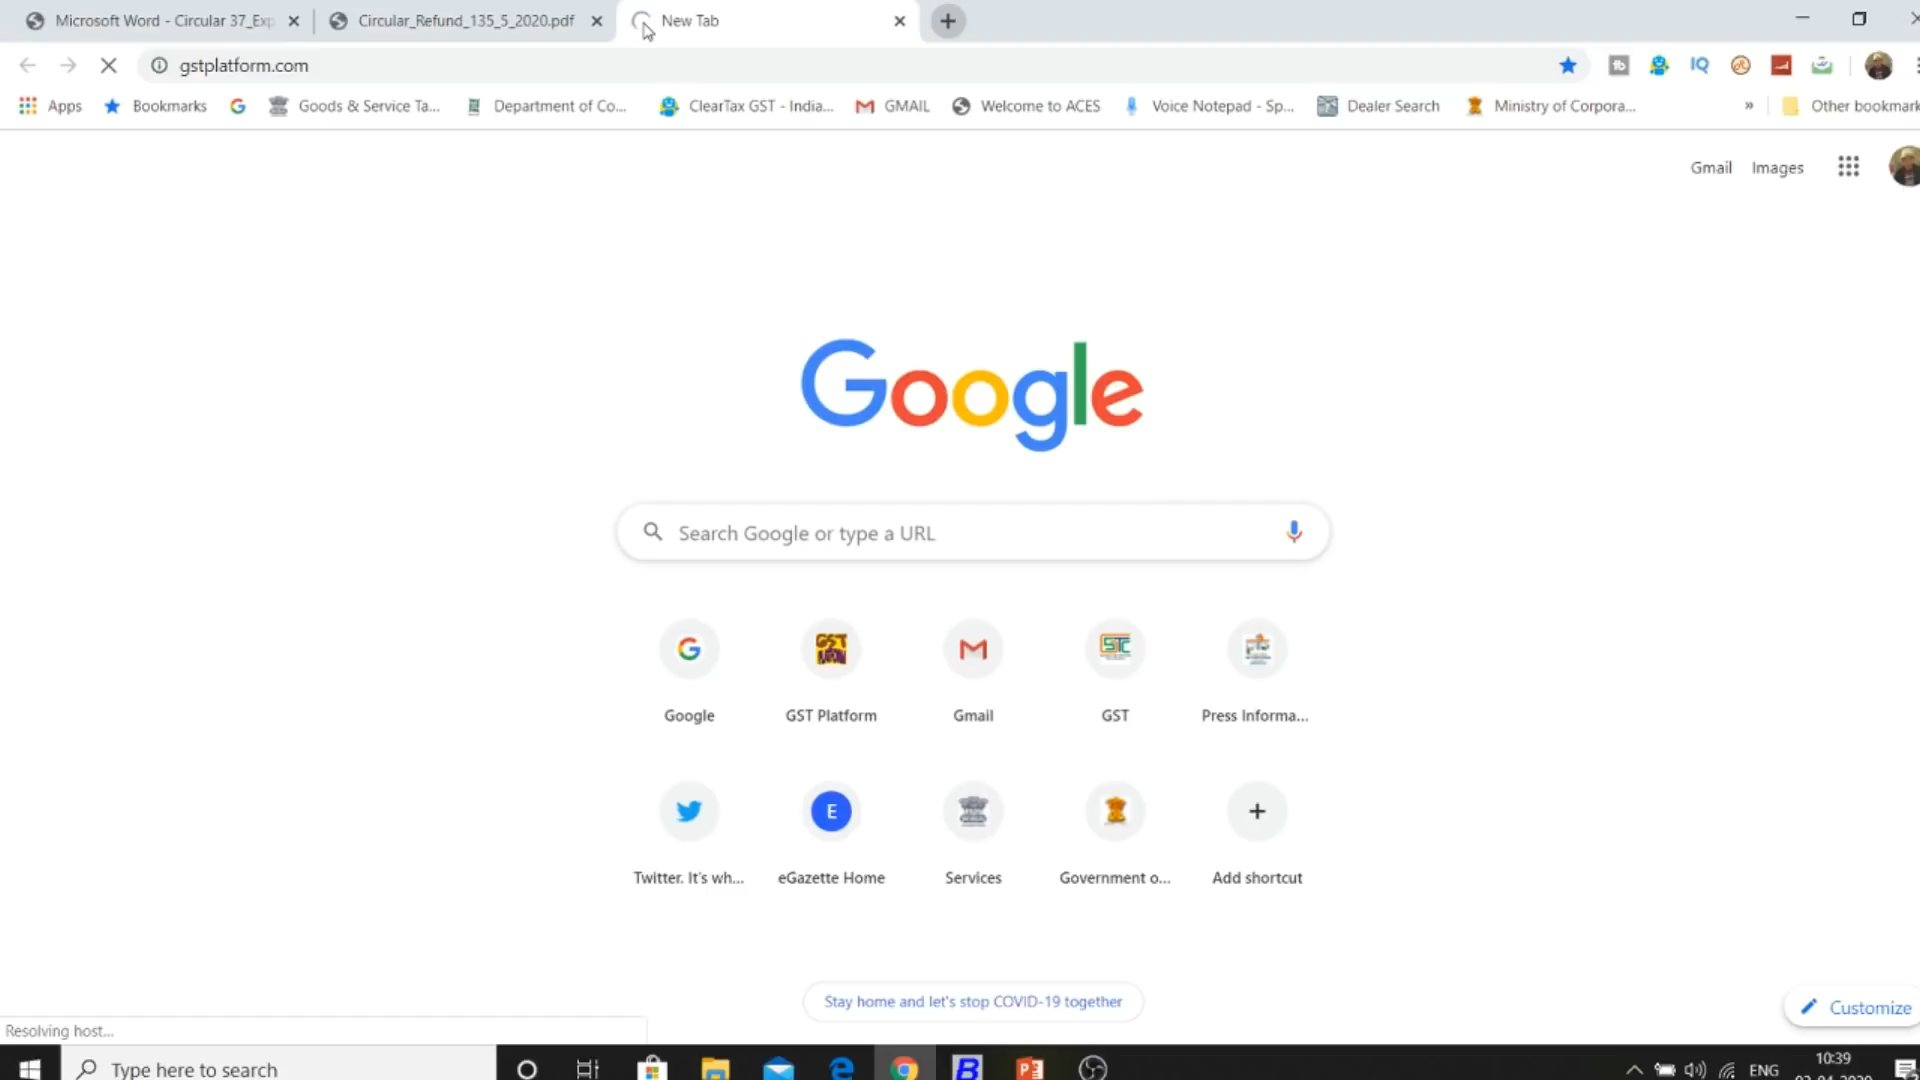 Microsoft Word - Circular 37_Exp
Circular_Refund_135_5_2020.pdf
New Tab
gstplatform.com
Apps
Bookmarks
Goods & Service Ta...
Department of Co...
ClearTax GST - India...
GMAIL
Welcome to ACES
Voice Notepad - Sp...
Dealer Search
Ministry of Corpora...
»
Other bookmark
Gmail
Images
Google
Search Google or type a URL
Google
GST Platform
Gmail
GST
Press Informa...
Twitter. It's wh...
eGazette Home
Services
Government o...
Add shortcut
Stay home and let's stop COVID-19 together
Customize
Resolving host...
Type here to search
ENG
10:39